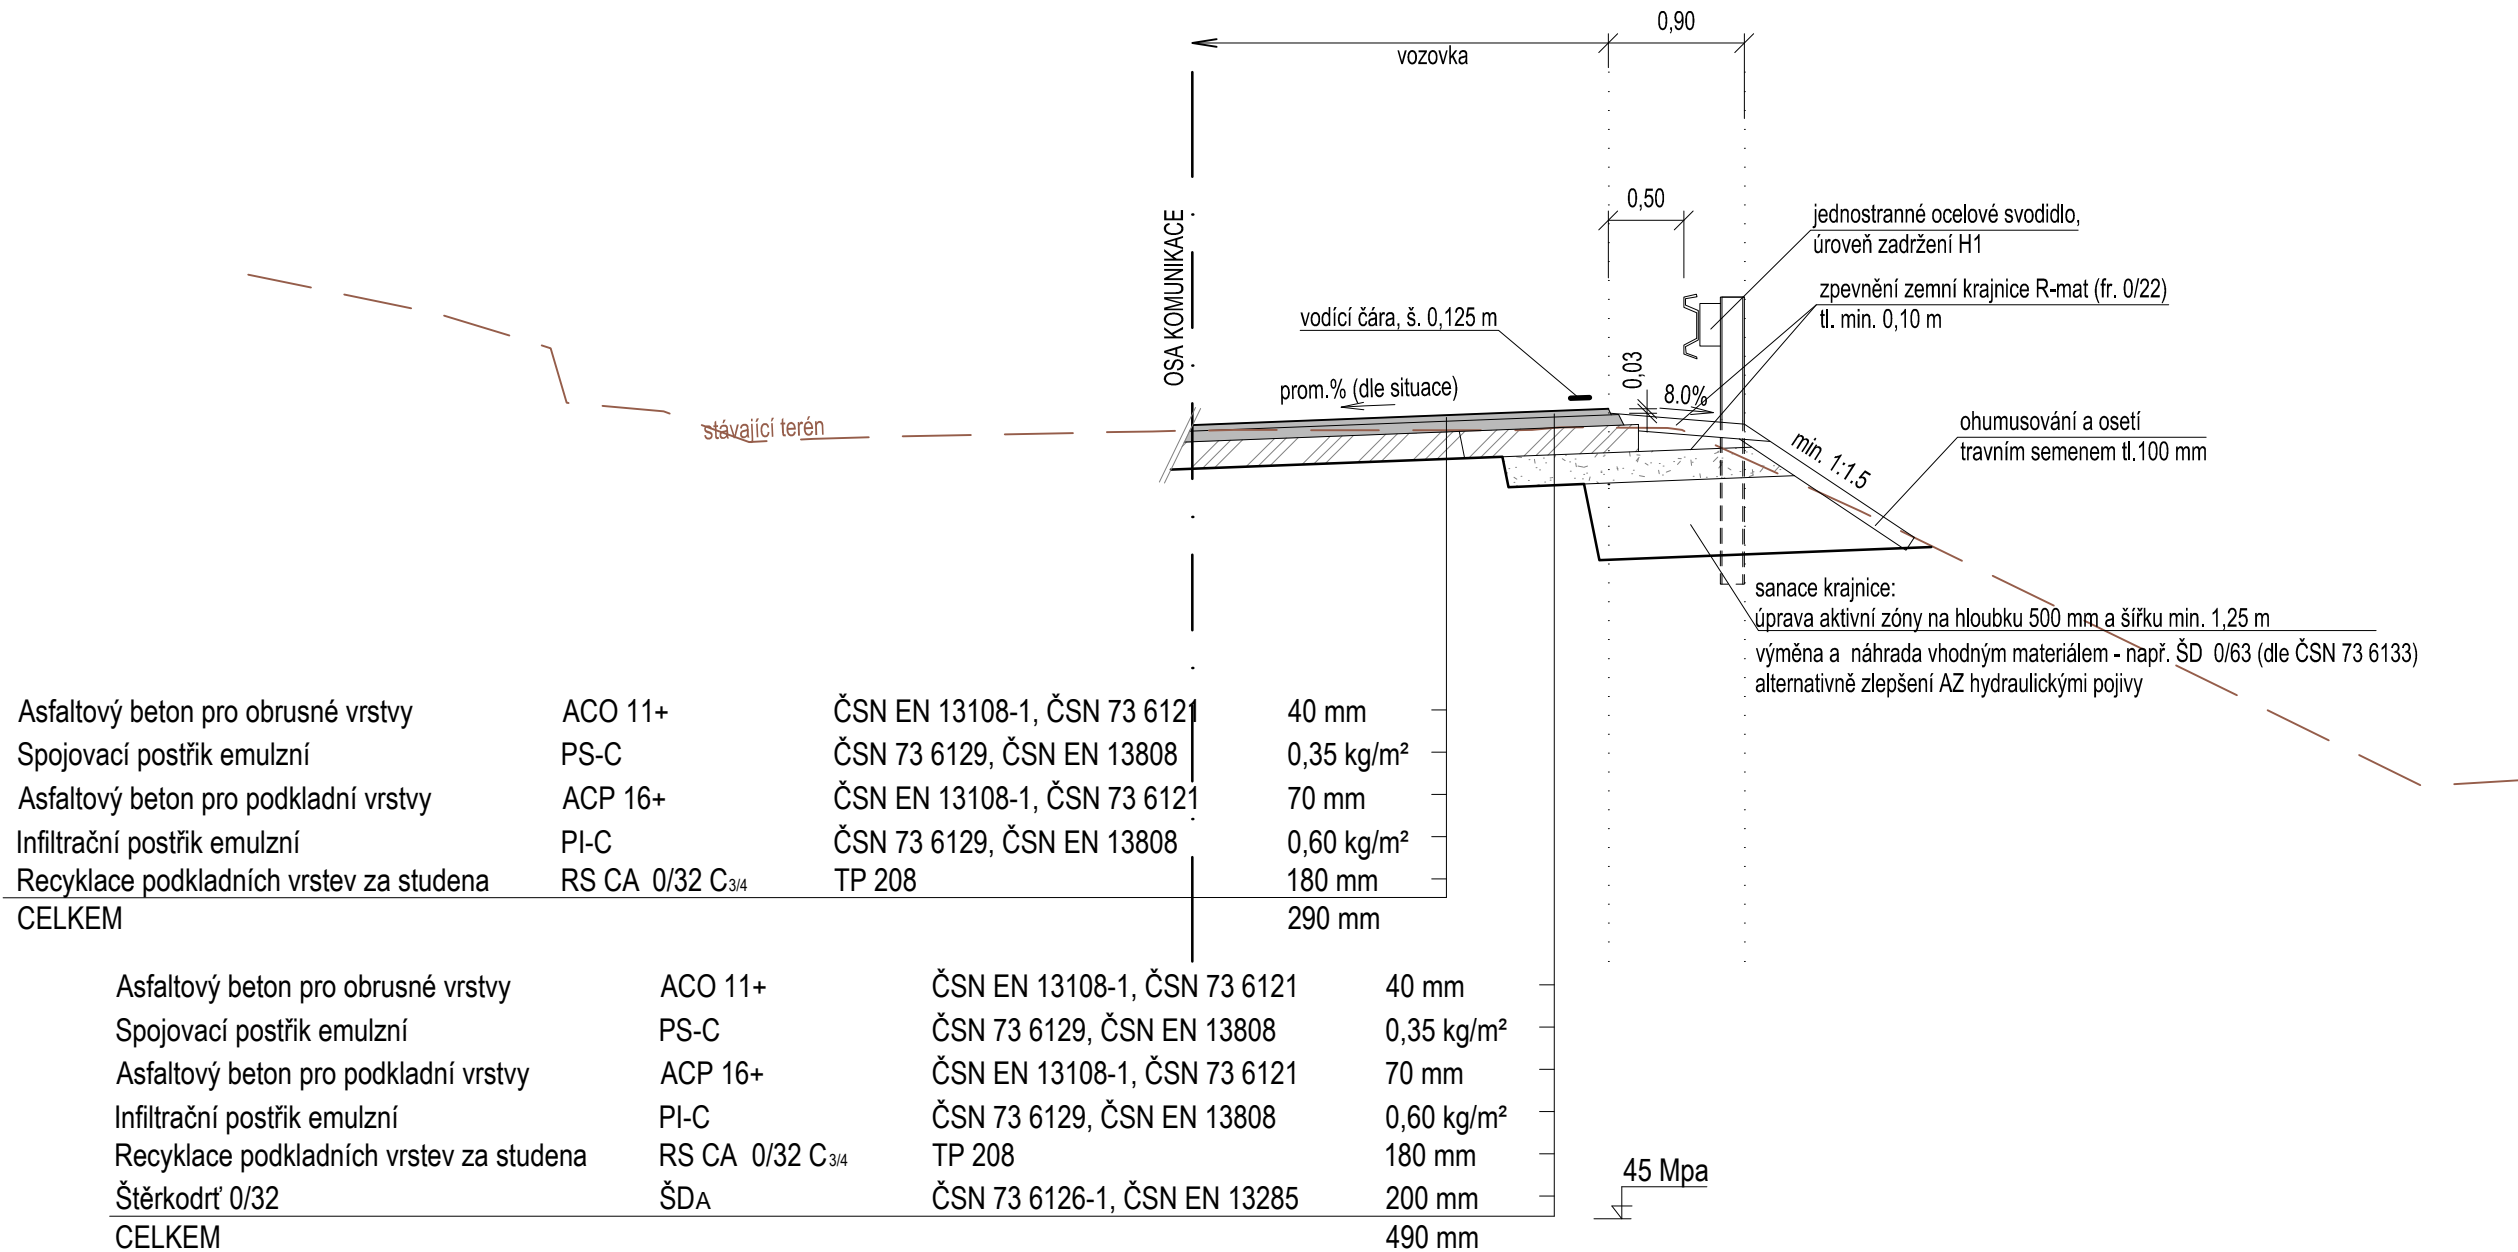 0,90
vozovka
0,50
OSA KOMUNIKACE
jednostranné ocelové svodidlo,
úroveň zadržení H1
zpevnění zemní krajnice R-mat (fr. 0/22)
tl. min. 0,10 m
vodící čára, š. 0,125 m
0,03
prom.% (dle situace)
8.0%
stávající terén
ohumusování a osetí
travním semenem tl.100 mm
min. 1:1.5
sanace krajnice:
úprava aktivní zóny na hloubku 500 mm a šířku min. 1,25 m
výměna a náhrada vhodným materiálem - např. ŠD 0/63 (dle ČSN 73 6133)
alternativně zlepšení AZ hydraulickými pojivy
Asfaltový beton pro obrusné vrstvy ACO 11+ ČSN EN 13108-1, ČSN 73 6121 40 mm
Spojovací postřik emulzní PS-C ČSN 73 6129, ČSN EN 13808 0,35 kg/m²
Asfaltový beton pro podkladní vrstvy ACP 16+ ČSN EN 13108-1, ČSN 73 6121 70 mm
Infiltrační postřik emulzní PI-C ČSN 73 6129, ČSN EN 13808 0,60 kg/m²
Recyklace podkladních vrstev za studena RS CA 0/32 C3/4 TP 208 180 mm
CELKEM 290 mm
Asfaltový beton pro obrusné vrstvy ACO 11+ ČSN EN 13108-1, ČSN 73 6121 40 mm
Spojovací postřik emulzní PS-C ČSN 73 6129, ČSN EN 13808 0,35 kg/m²
Asfaltový beton pro podkladní vrstvy ACP 16+ ČSN EN 13108-1, ČSN 73 6121 70 mm
Infiltrační postřik emulzní PI-C ČSN 73 6129, ČSN EN 13808 0,60 kg/m²
Recyklace podkladních vrstev za studena RS CA 0/32 C3/4 TP 208 180 mm
Štěrkodrť 0/32 ŠDA ČSN 73 6126-1, ČSN EN 13285 200 mm
45 Mpa
CELKEM 490 mm